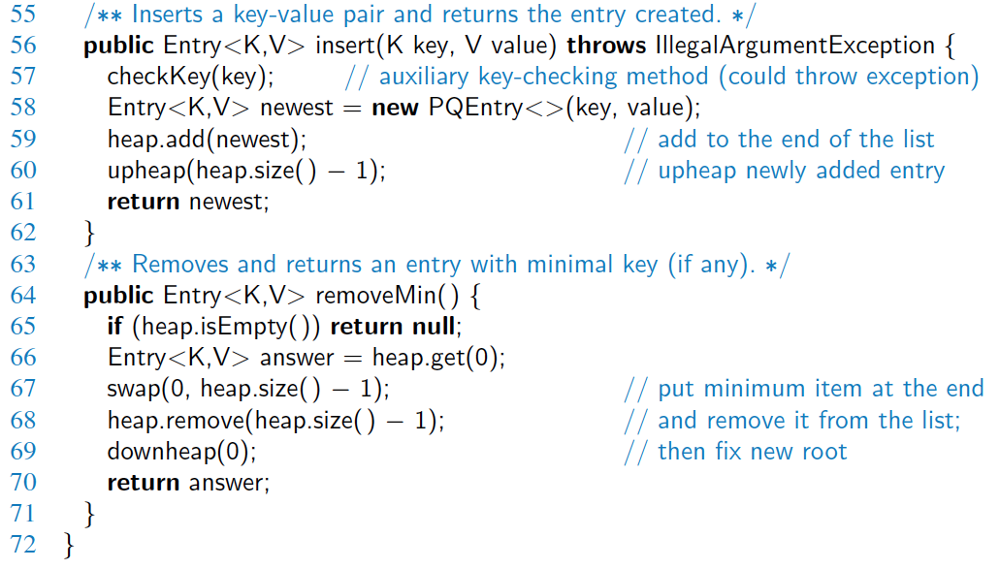 55 /** Inserts a key-value pair and returns the entry created. */
56 public Entry<K,V> insert(K key, V value) throws IllegalArgumentException {
57 checkKey(key); // auxiliary key-checking method (could throw exception)
58 Entry<K,V> newest = new PQEntry<>(key, value);
59 heap.add(newest); // add to the end of the list
60 upheap(heap.size() − 1); // upheap newly added entry
61 return newest;
62 }
63 /** Removes and returns an entry with minimal key (if any). */
64 public Entry<K,V> removeMin() {
65 if (heap.isEmpty()) return null;
66 Entry<K,V> answer = heap.get(0);
67 swap(0, heap.size() − 1); // put minimum item at the end
68 heap.remove(heap.size() − 1); // and remove it from the list;
69 downheap(0); // then fix new root
70 return answer;
71 }
72 }